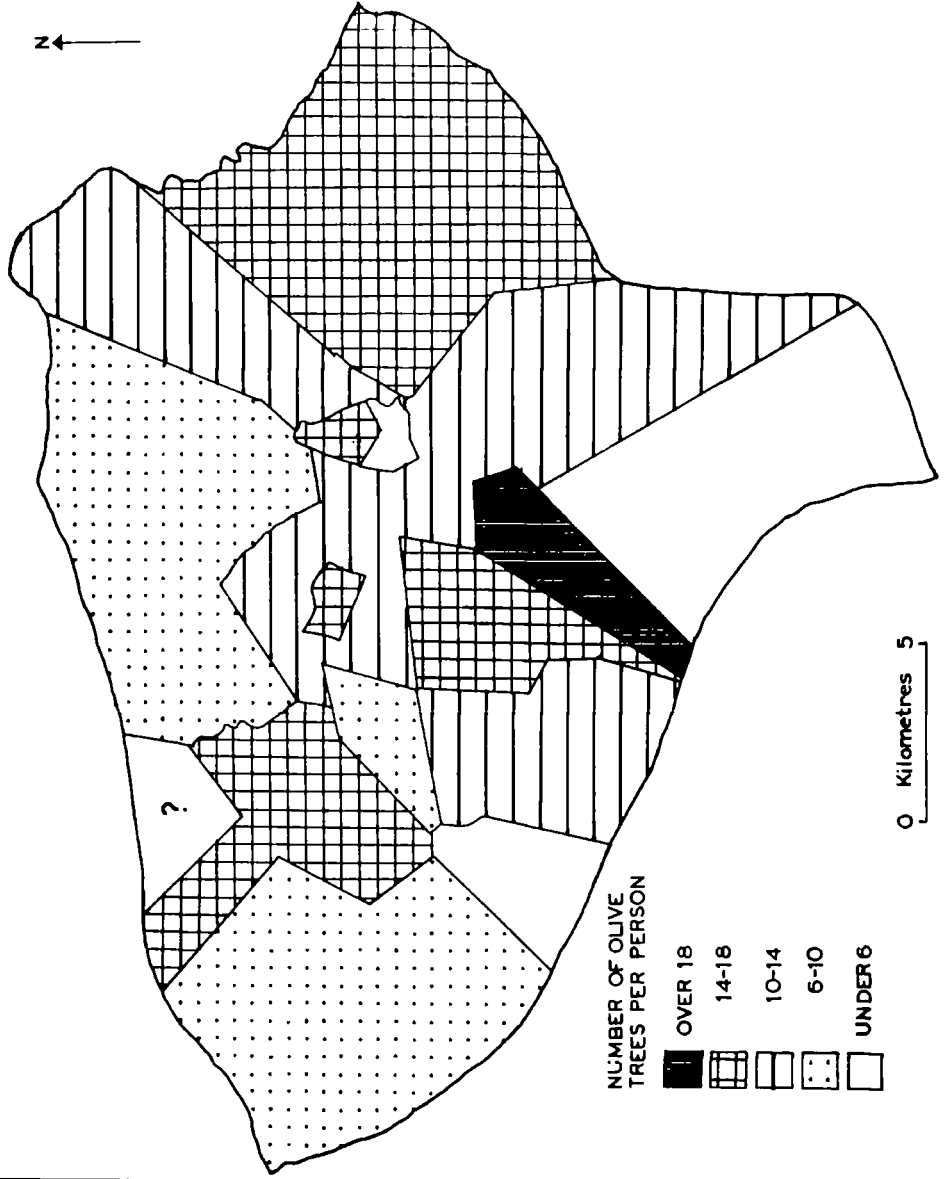 N
?
NUMBER OF OLIVE
TREES PER PERSON
OVER 18
14-18
10-14
6-10
UNDER 6
0 Kilometres 5